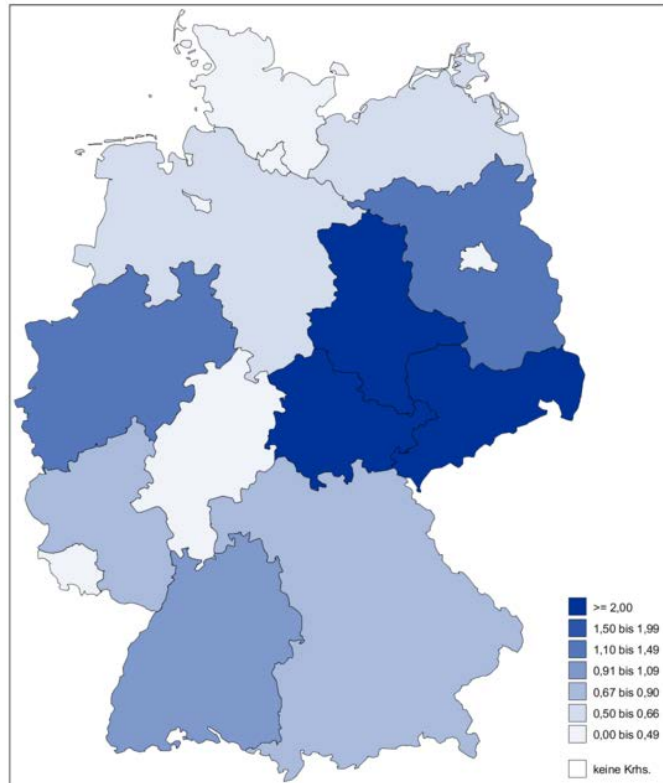 >= 2,00
1,50 bis 1,99
1,10 bis 1,49
0,91 bis 1,09
0,67 bis 0,90
0,50 bis 0,66
0,00 bis 0,49
keine Krhs.